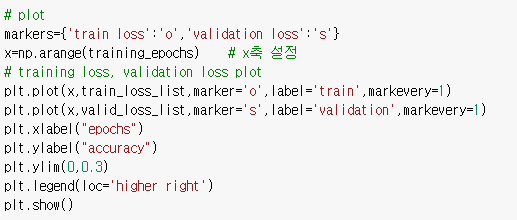 # plot
markers={'train loss':'o','validation loss':'s'}
x=np.arange(training_epochs)    # x축 설정
# training loss, validation loss plot
plt.plot(x,train_loss_list,marker='o',label='train',markevery=1)
plt.plot(x,valid_loss_list,marker='s',label='validation',markevery=1)
plt.xlabel("epochs")
plt.ylabel("accuracy")
plt.ylim(0,0.3)
plt.legend(loc='higher right')
plt.show()